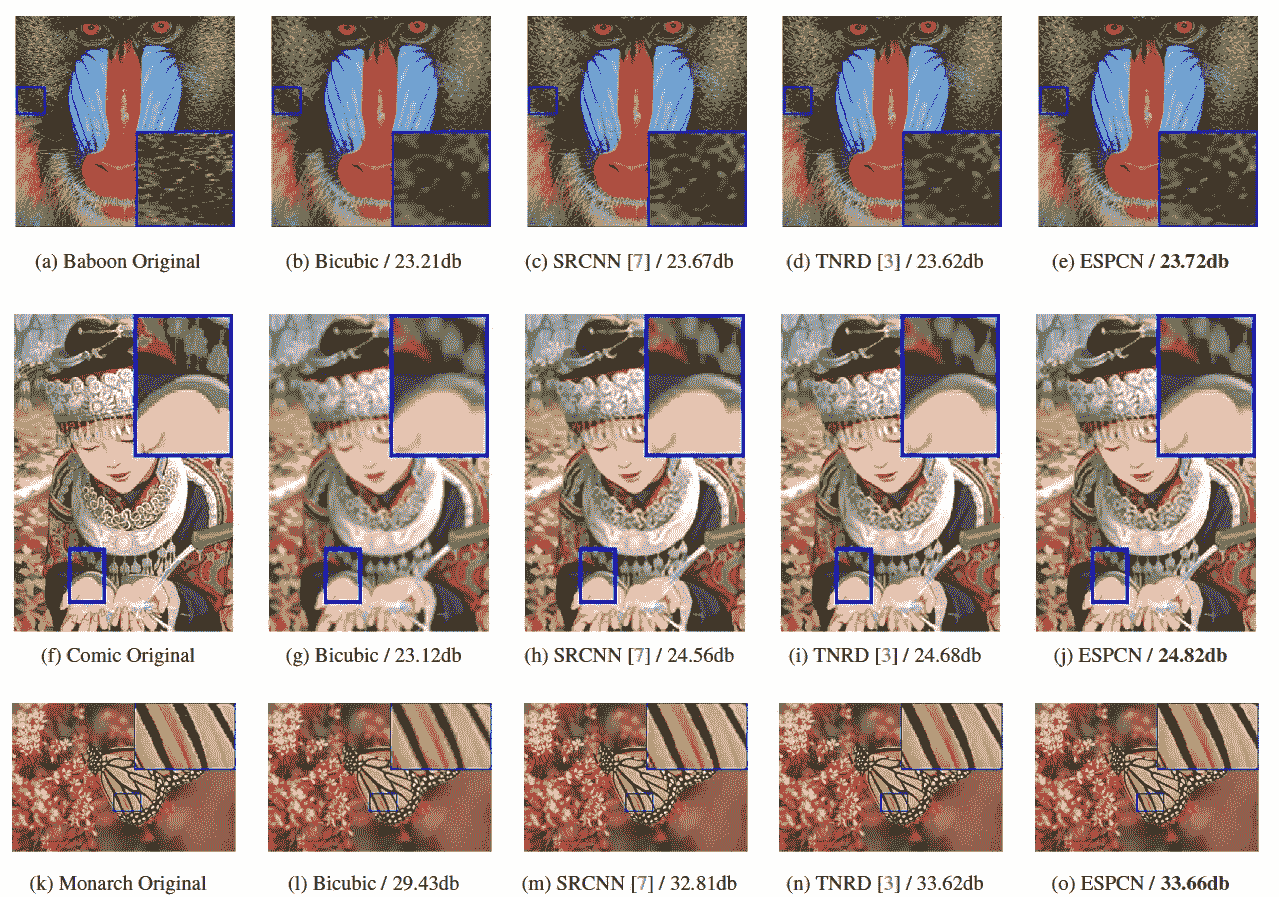 (a) Baboon Original
(b) Bicubic / 23.21db
(c) SRCNN [7] / 23.67db
(d) TNRD [3] / 23.62db
(e) ESPCN / 23.72db
(f) Comic Original
(g) Bicubic / 23.12db
(h) SRCNN [7] / 24.56db
(i) TNRD [3] / 24.68db
(j) ESPCN / 24.82db
(k) Monarch Original
(l) Bicubic / 29.43db
(m) SRCNN [7] / 32.81db
(n) TNRD [3] / 33.62db
(o) ESPCN / 33.66db